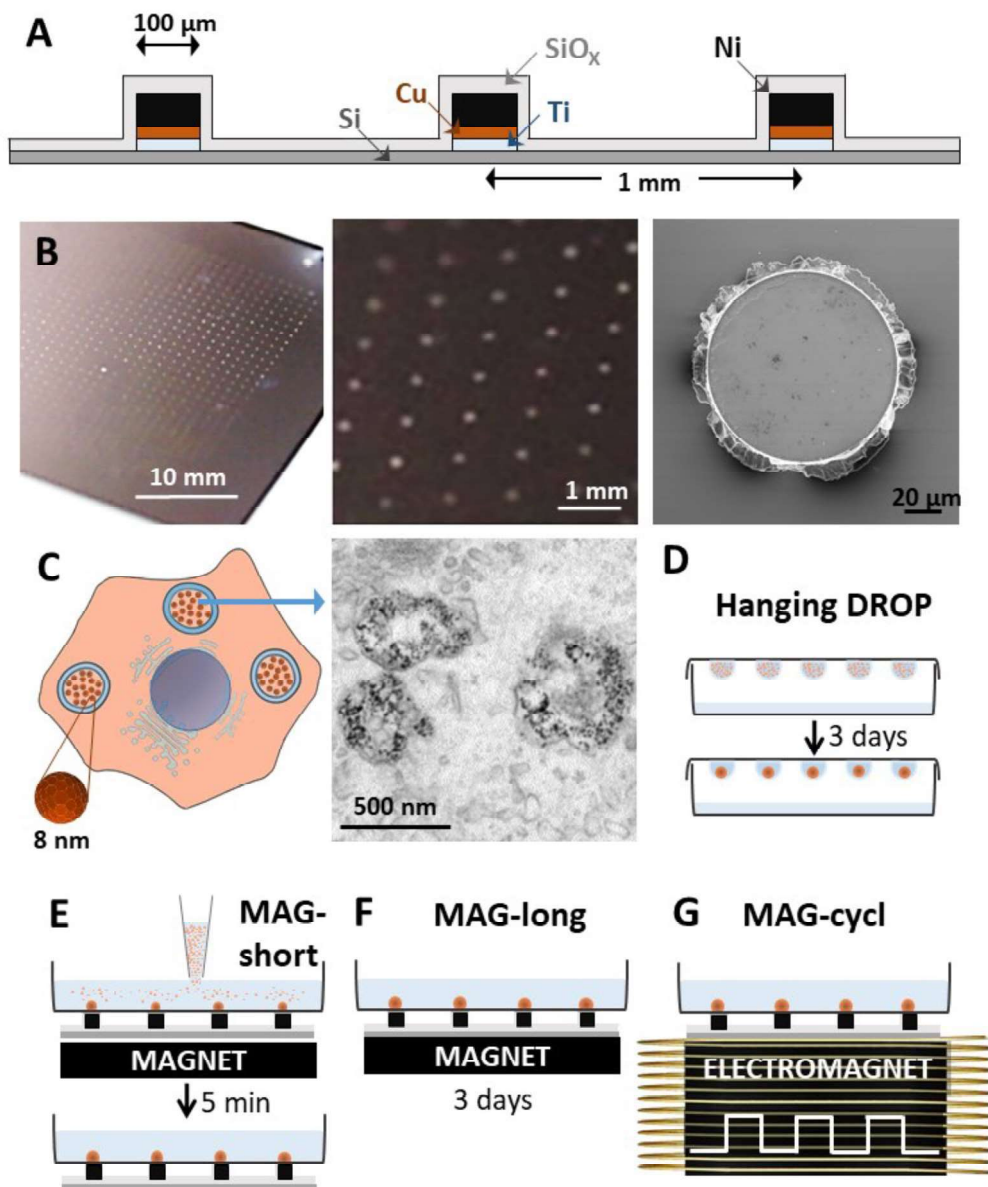 A
100 µm
SiOX
Ni
Cu
Ti
Si
1 mm
B
10 mm
1 mm
20 µm
C
8 nm
500 nm
D
Hanging DROP
3 days
E
MAG-
short
MAGNET
5 min
F
MAG-long
MAGNET
3 days
G
MAG-cycl
ELECTROMAGNET